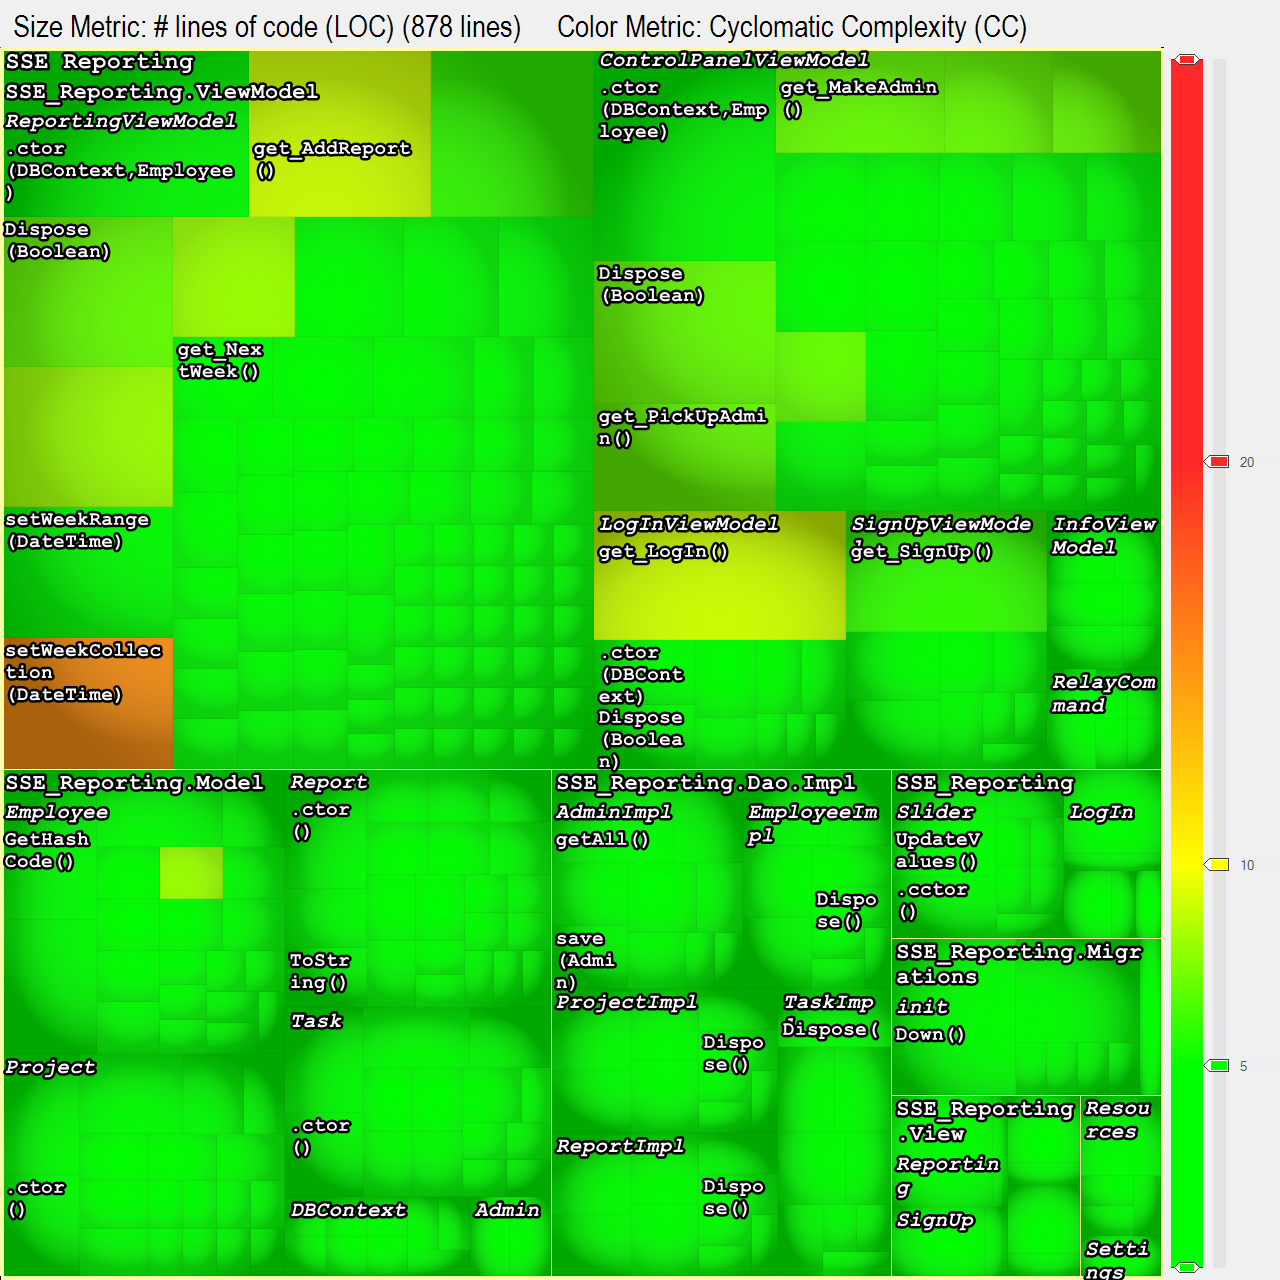 Size Metric: # lines of code (LOC) (878 lines)     Color Metric: Cyclomatic Complexity (CC)
SSE Reporting
SSE_Reporting.ViewModel
ReportingViewModel
.ctor
(DBContext,Employee
)
get_AddReport
()
Dispose
(Boolean)
get_Nex
tWeek()
setWeekRange
(DateTime)
setWeekCollec
tion
(DateTime)
ControlPanelViewModel
.ctor
(DBContext,Emp
loyee)
get_MakeAdmin
()
Dispose
(Boolean)
get_PickUpAdmi
n()
LogInViewModel
get_LogIn()
.ctor
(DBCont
ext)
Dispose
(Boolea
n)
SignUpViewMode
get_SignUp()
InfoView
Model
RelayCom
mand
SSE_Reporting.Model
Employee
GetHash
Code()
Report
.ctor
()
ToStr
ing()
Task
.ctor
()
Project
.ctor
()
DBContext
Admin
SSE_Reporting.Dao.Impl
AdminImpl
getAll()
save
(Admi
n)
EmployeeIm
pl
Dispo
se()
ProjectImpl
Dispo
se()
TaskImp
Dispose(
ReportImpl
Dispo
se()
SSE_Reporting
Slider
UpdateV
alues()
.cctor
()
LogIn
SSE_Reporting.Migr
ations
init
Down()
SSE_Reporting
.View
Reportin
g
SignUp
Resou
rces
Setti
ngs
20
10
5